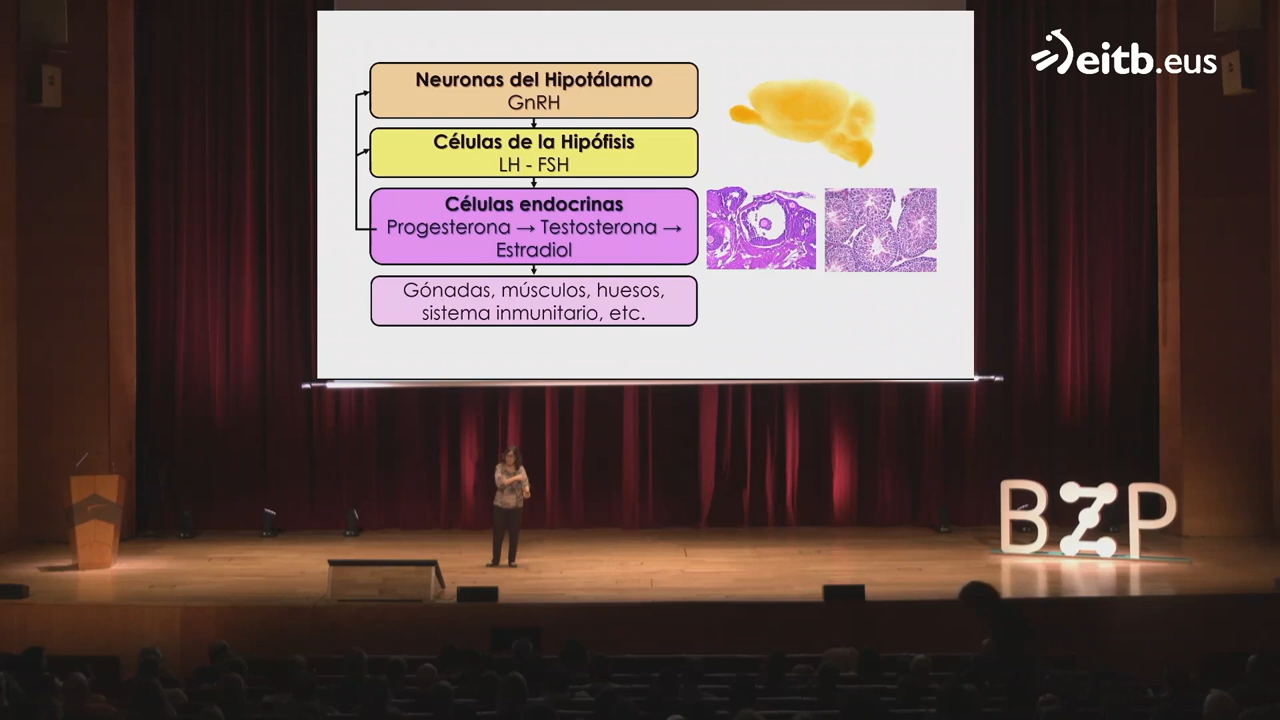 eitb.eus
Neuronas del Hipotálamo
GnRH
Células de la Hipófisis
LH - FSH
Células endocrinas
Progesterona → Testosterona →
Estradiol
Gónadas, músculos, huesos,
sistema inmunitario, etc.
BZP